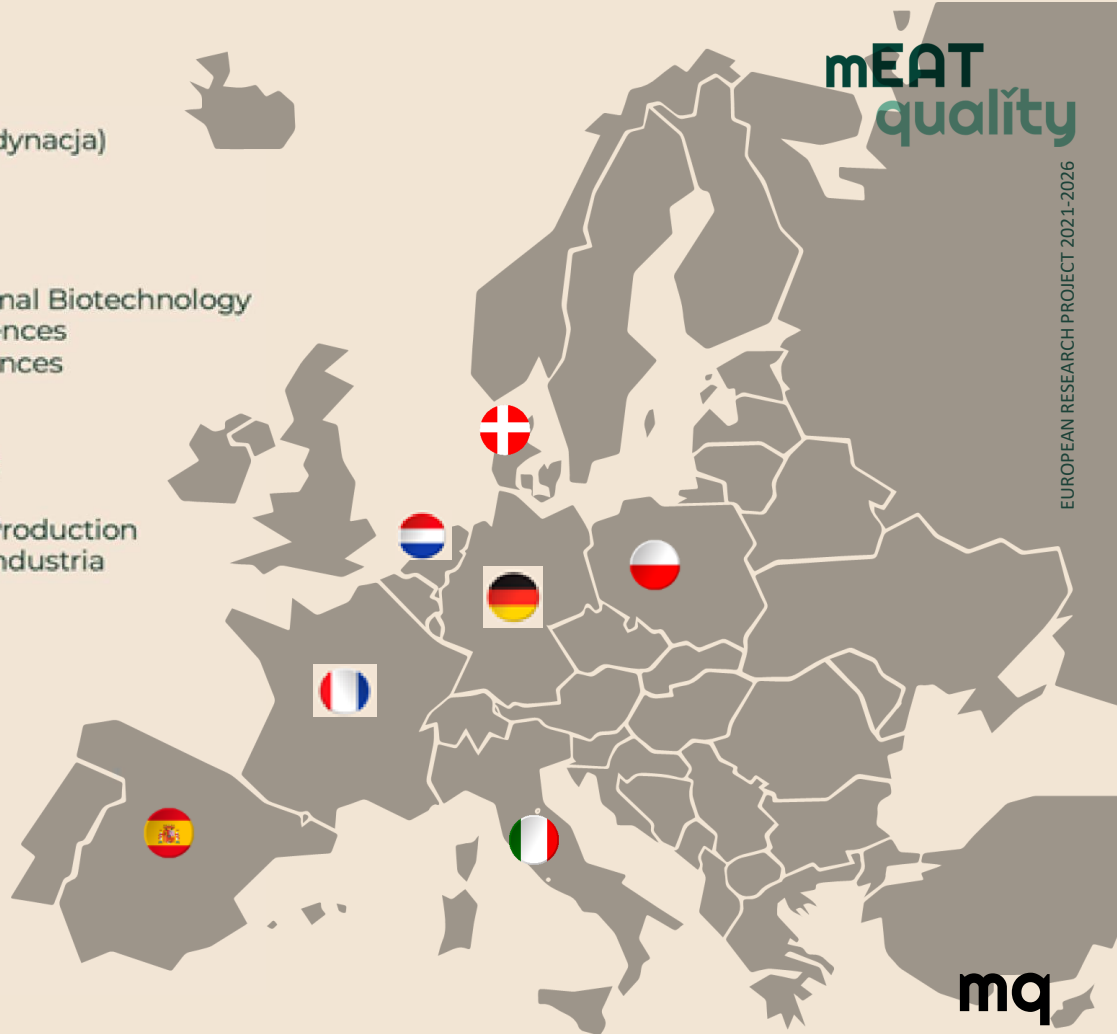 mEAT
quality
EUROPEAN RESEARCH PROJECT 2021-2026
dynacja)
nal Biotechnology
ences
nces
roduction
ndustria
mq